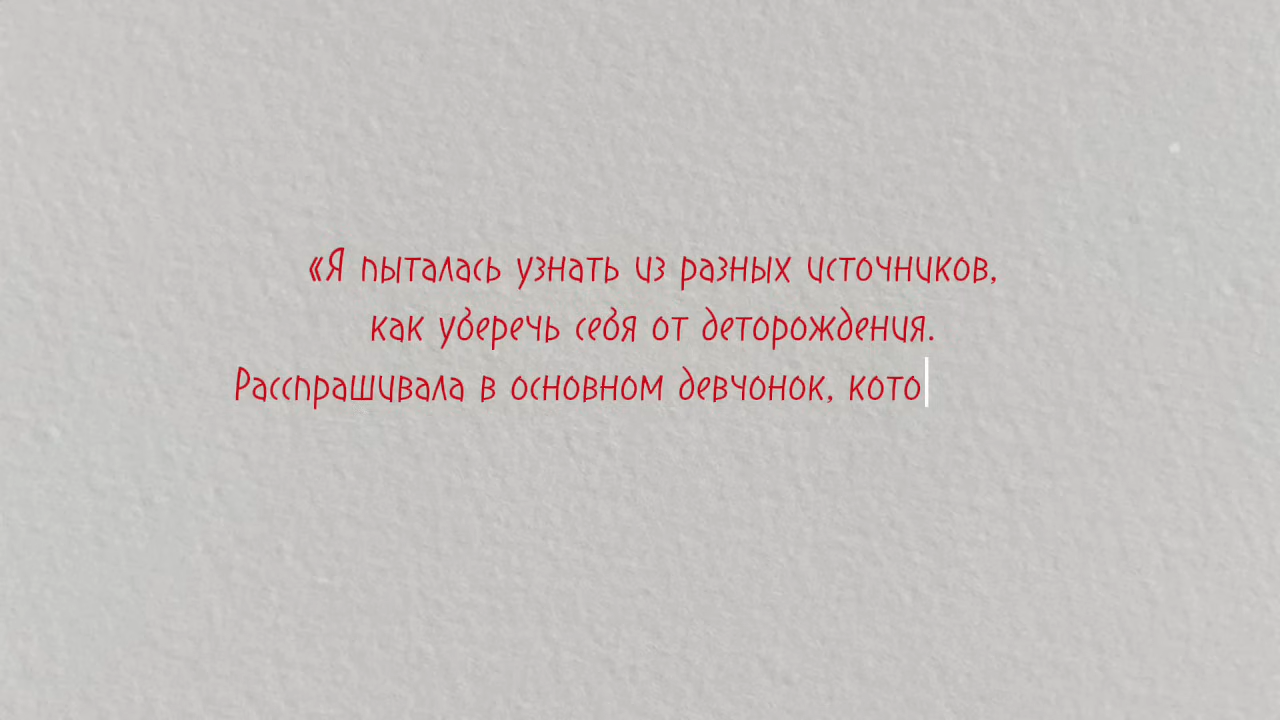 «Я пыталась узнать из разных источников,
как уберечь себя от деторождения.
Расспрашивала в основном девчонок, кото